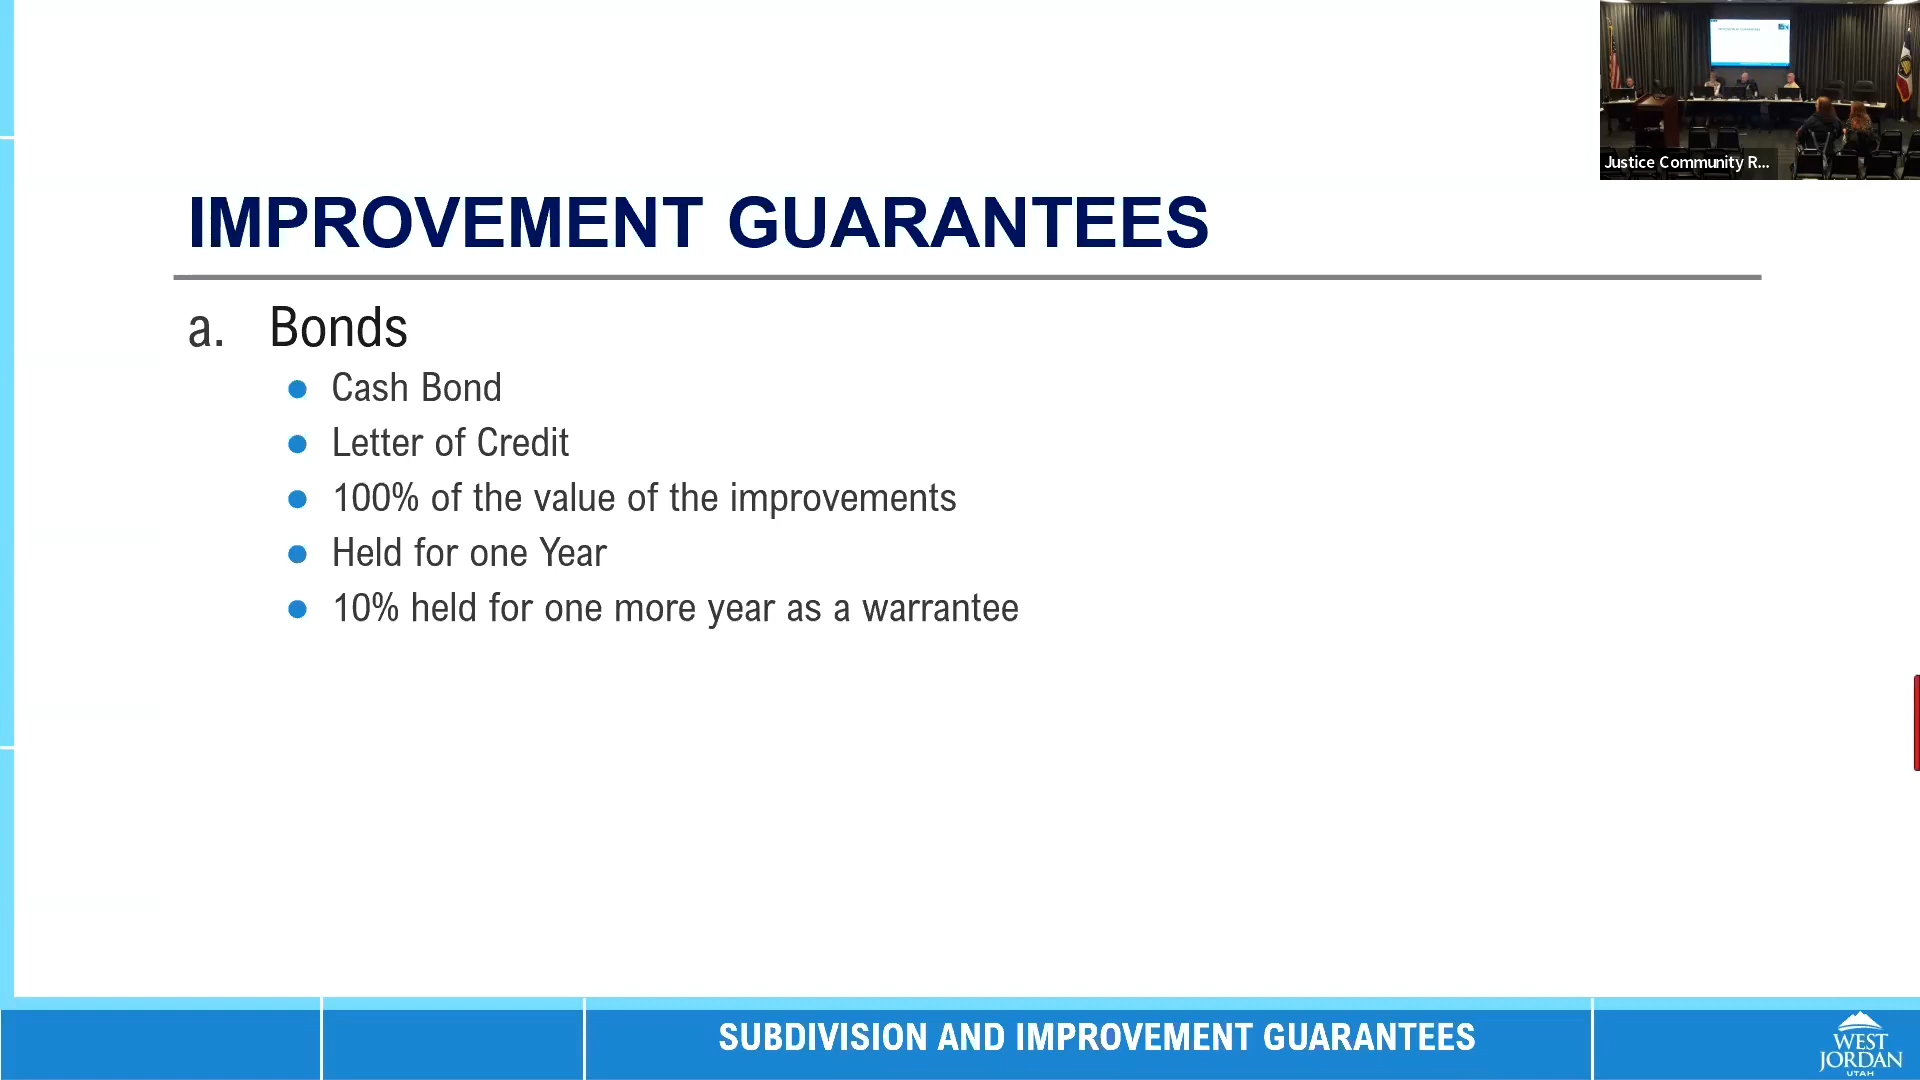 Justice Community R...
IMPROVEMENT GUARANTEES
a. Bonds
Cash Bond
Letter of Credit
100% of the value of the improvements
Held for one Year
10% held for one more year as a warrantee
SUBDIVISION AND IMPROVEMENT GUARANTEES
WEST
JORDAN
UTAH